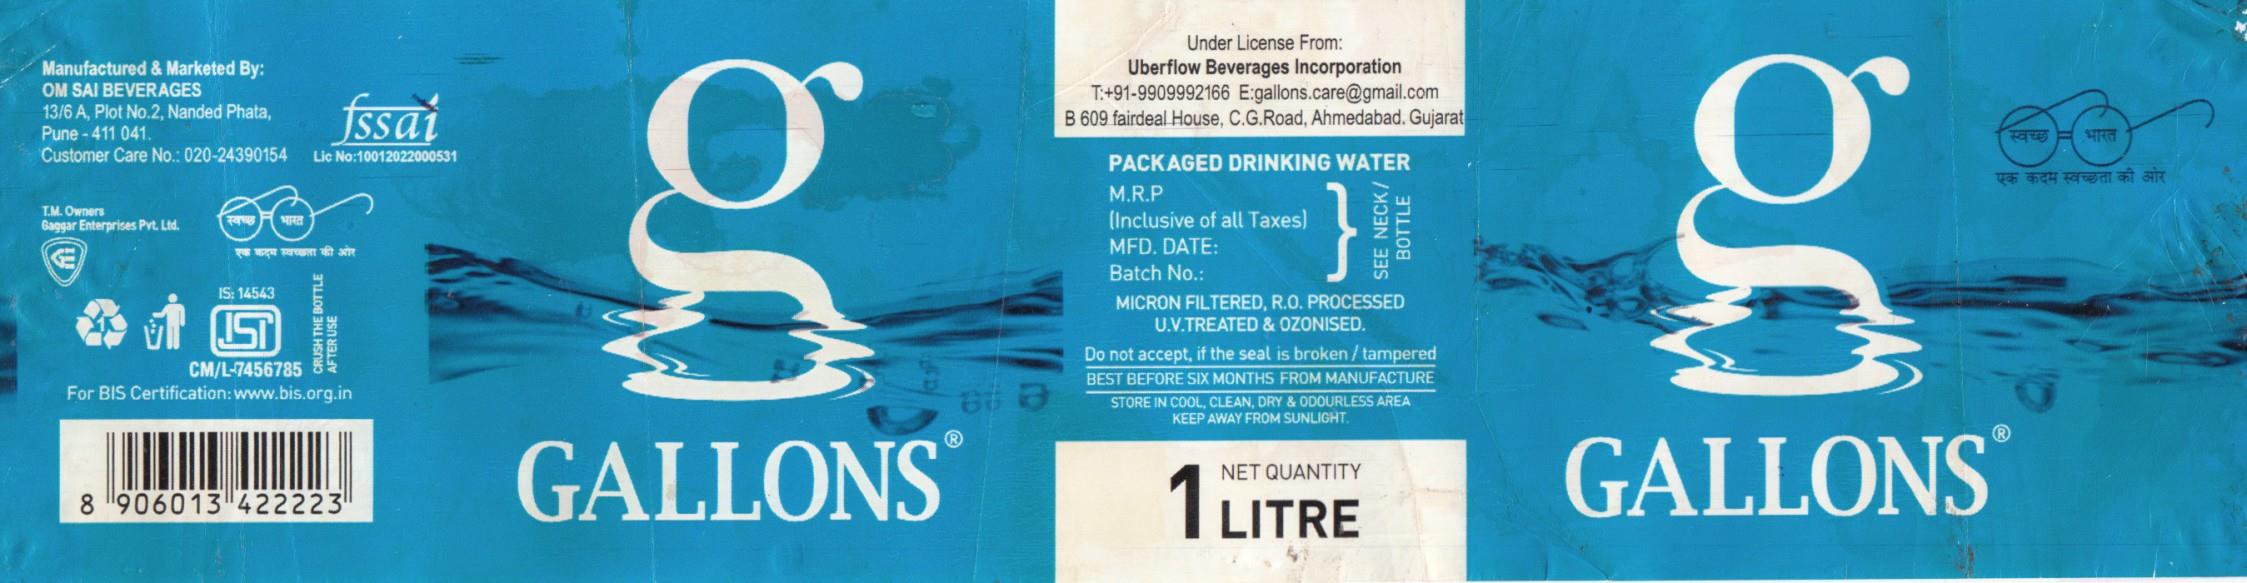 Manufactured & Marketed By:
OM SAI BEVERAGES
13/6 A, Plot No.2, Nanded Phata,
Pune - 411 041.
Customer Care No.: 020-24390154
fssai
Lic No:10012022000531
T.M. Owners
Gaggar Enterprises Pvt. Ltd.
स्वच्छ भारत
एक कदम स्वच्छता की ओर
IS: 14543
ISI
CM/L-7456785
CRUSH THE BOTTLE
AFTER USE
For BIS Certification: www.bis.org.in
8 906013 422223
g
GALLONS®
Under License From:
Uberflow Beverages Incorporation
T:+91-9909992166 E:gallons.care@gmail.com
B 609 fairdeal House, C.G.Road, Ahmedabad. Gujarat
PACKAGED DRINKING WATER
M.R.P
(Inclusive of all Taxes)
MFD. DATE:
Batch No.:
SEE NECK/
BOTTLE
MICRON FILTERED, R.O. PROCESSED
U.V.TREATED & OZONISED.
Do not accept, if the seal is broken / tampered
BEST BEFORE SIX MONTHS FROM MANUFACTURE
STORE IN COOL, CLEAN, DRY & ODOURLESS AREA
KEEP AWAY FROM SUNLIGHT.
1 NET QUANTITY
LITRE
g
GALLONS®
स्वच्छ भारत
एक कदम स्वच्छता की ओर